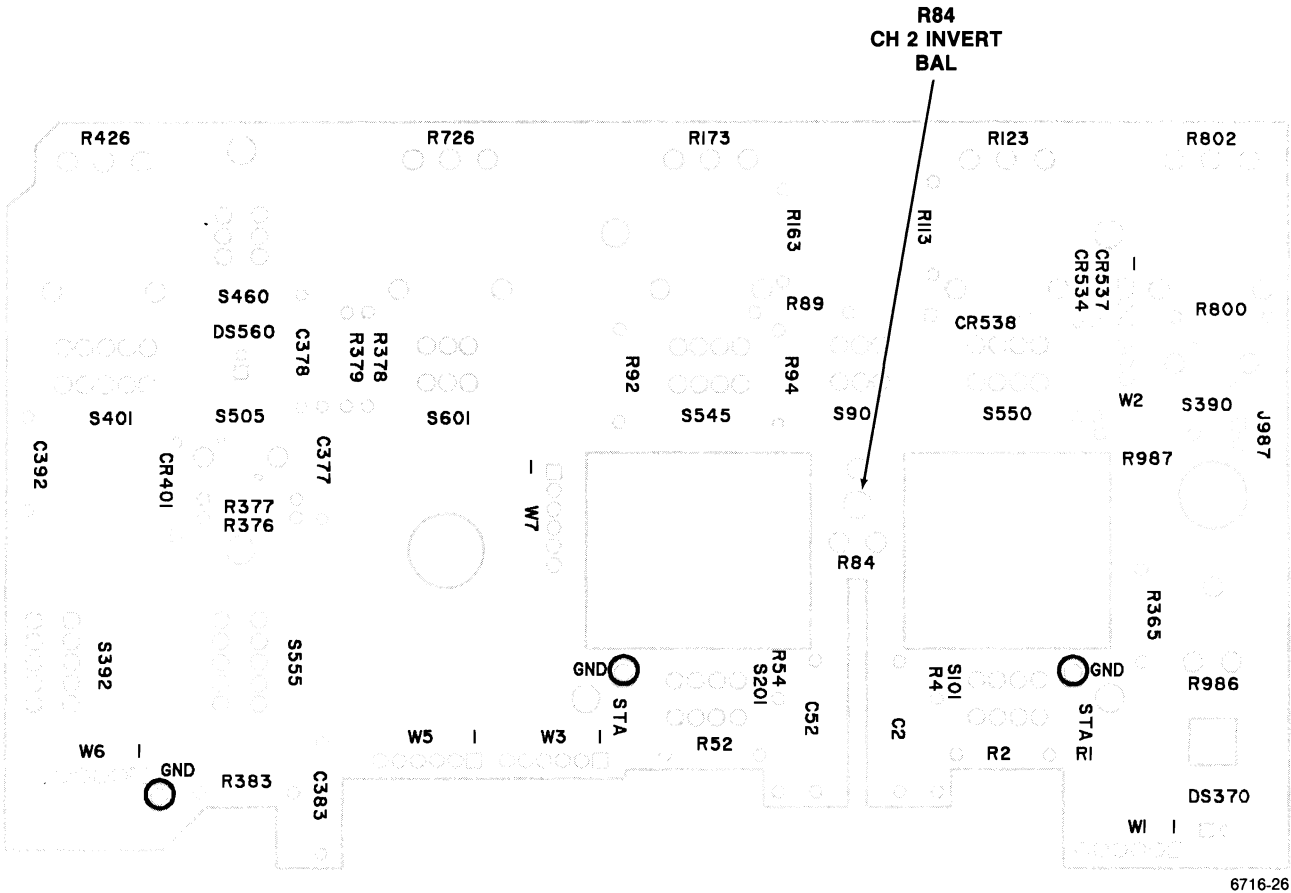 R84
CH 2 INVERT
BAL
R426
R726
R173
R123
R802
R163
R113
CR534
CR537
I
S460
R89
R800
DS560
C378
R379
R378
CR538
R92
R94
S401
S505
S601
S545
S90
S550
W2
S390
J987
C392
CR401
C377
R987
I
W7
R377
R376
R84
R365
S392
S555
GND
R54
S201
R4
S101
GND
R986
STA
C52
C2
STA
W6 I
W5 I
W3 I
R52
R2
R1
GND
R383
C383
DS370
W1 I
6716-26